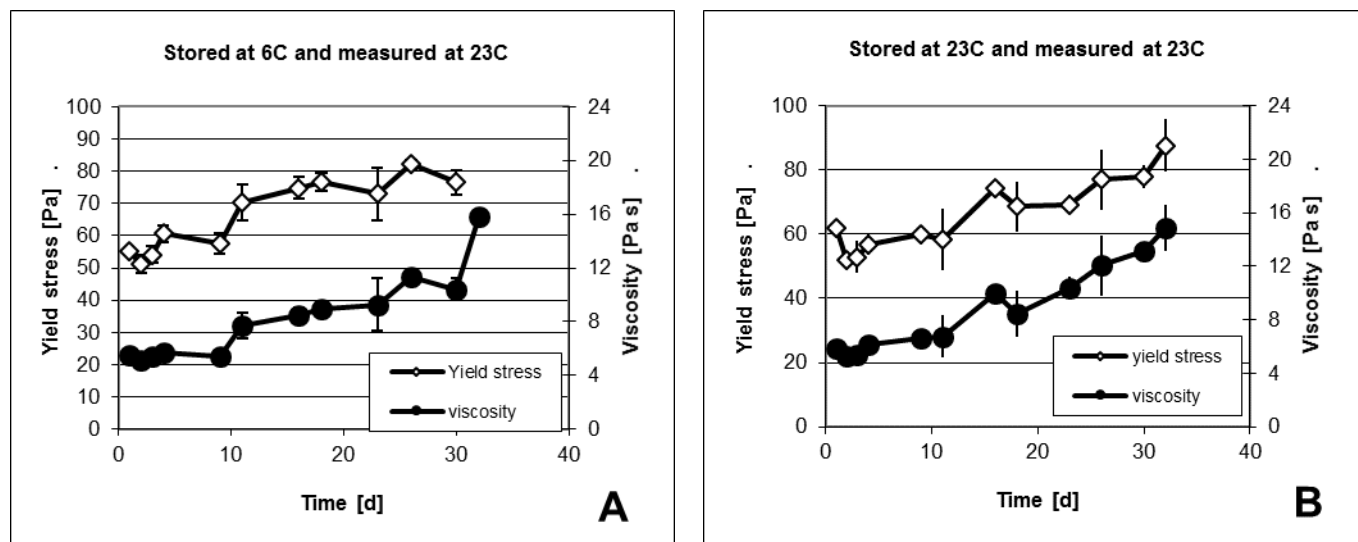 Stored at 6C and measured at 23C
Yield stress [Pa] .
100
90
80
70
60
50
40
30
20
10
0
24
20
16
12
8
4
0
Viscosity [Pa s] .
Yield stress
viscosity
0 10 20 30 40
Time [d]
A
Stored at 23C and measured at 23C
Yield stress [Pa] .
100
80
60
40
20
0
24
20
16
12
8
4
0
Viscosity [Pa s] .
yield stress
viscosity
0 10 20 30 40
Time [d]
B